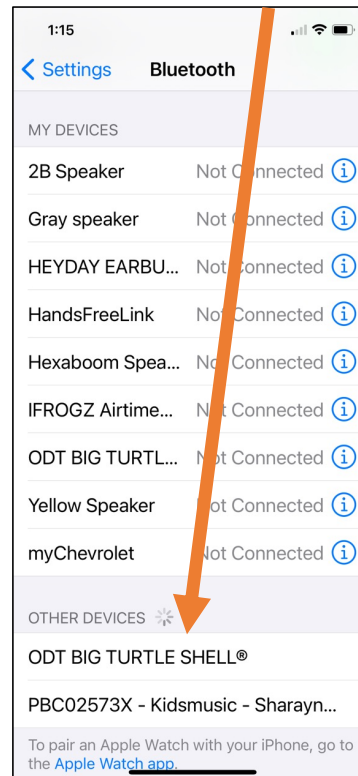 1:15
Settings Bluetooth
MY DEVICES
2B Speaker Not Connected
Gray speaker Not Connected
HEYDAY EARBU... Not Connected
HandsFreeLink Not Connected
Hexaboom Spea... Not Connected
IFROGZ Airtime... Not Connected
ODT BIG TURTL... Not Connected
Yellow Speaker Not Connected
myChevrolet Not Connected
OTHER DEVICES
ODT BIG TURTLE SHELL®
PBC02573X - Kidsmusic - Sharayn...
To pair an Apple Watch with your iPhone, go to
the Apple Watch app.